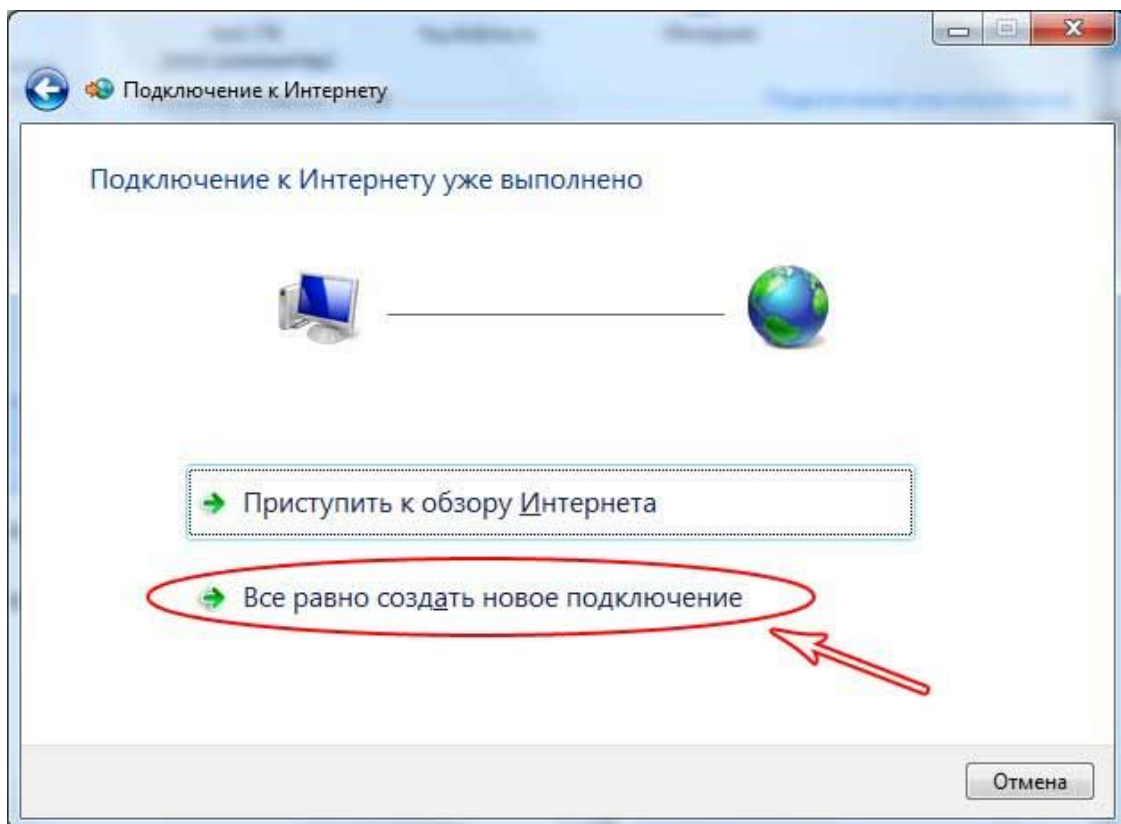 Подключение к Интернету
Подключение к Интернету уже выполнено
Приступить к обзору Интернета
Все равно создать новое подключение
Отмена